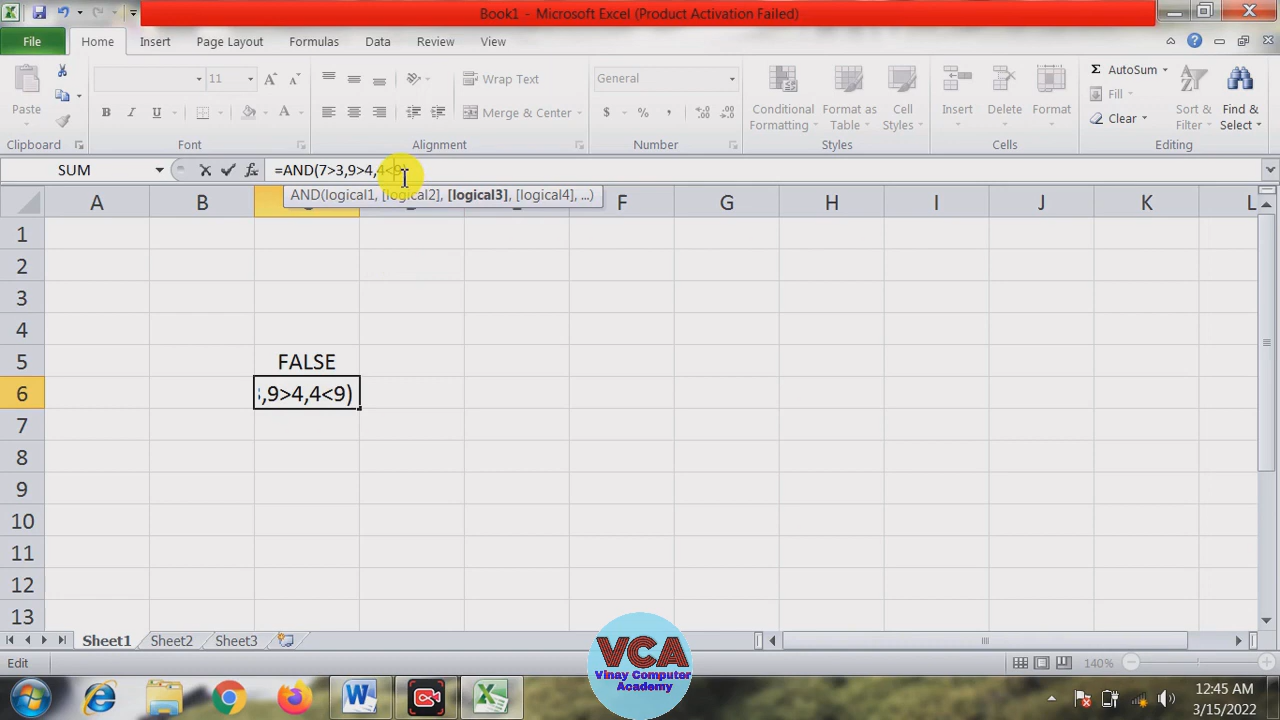 Book1 - Microsoft Excel (Product Activation Failed)
File Home Insert Page Layout Formulas Data Review View
Paste
11
Wrap Text
General
Merge & Center
$ % ,
Conditional Formatting
Format as Table
Cell Styles
Insert
Delete
Format
AutoSum
Fill
Clear
Sort & Filter
Find & Select
Clipboard Font Alignment Number Styles Cells Editing
SUM
=AND(7>3,9>4,4<9)
AND(logical1, [logical2], [logical3], [logical4], ...)
A B C D E F G H I J K L
1
2
3
4
5 FALSE
6 ,9>4,4<9)
7
8
9
10
11
12
13
Sheet1 Sheet2 Sheet3
Edit
140%
VCA
Vinay Computer
Academy
12:45 AM
3/15/2022